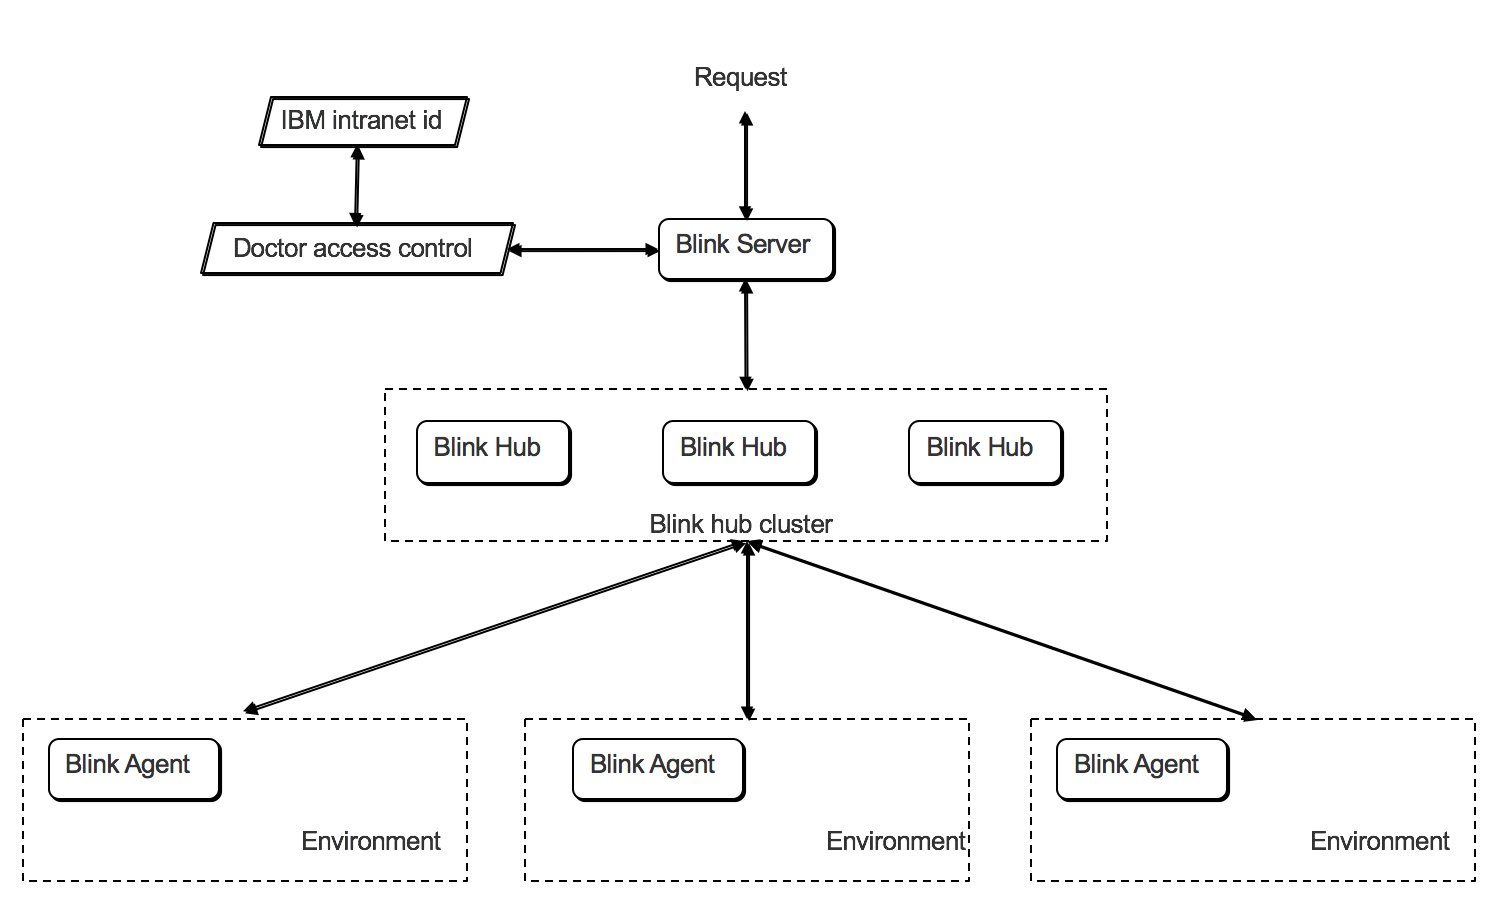 Request
IBM intranet id
Doctor access control
Blink Server
Blink Hub
Blink Hub
Blink Hub
Blink hub cluster
Blink Agent
Blink Agent
Blink Agent
Environment
Environment
Environment